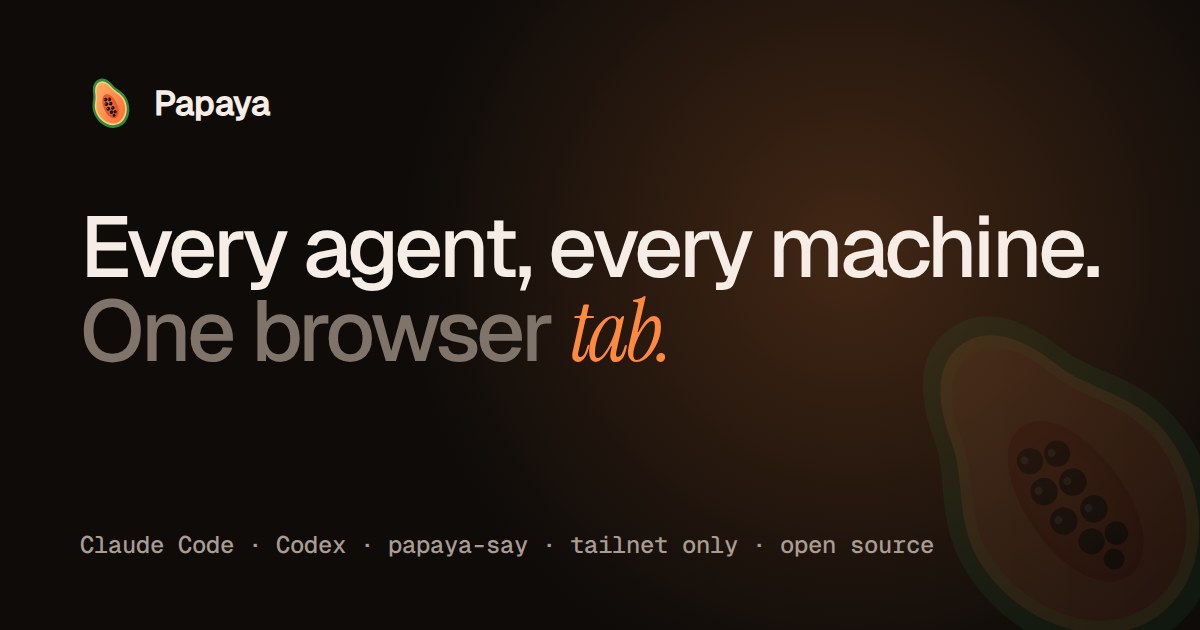 Papaya
Every agent, every machine.
One browser tab.
Claude Code · Codex · papaya-say · tailnet only · open source